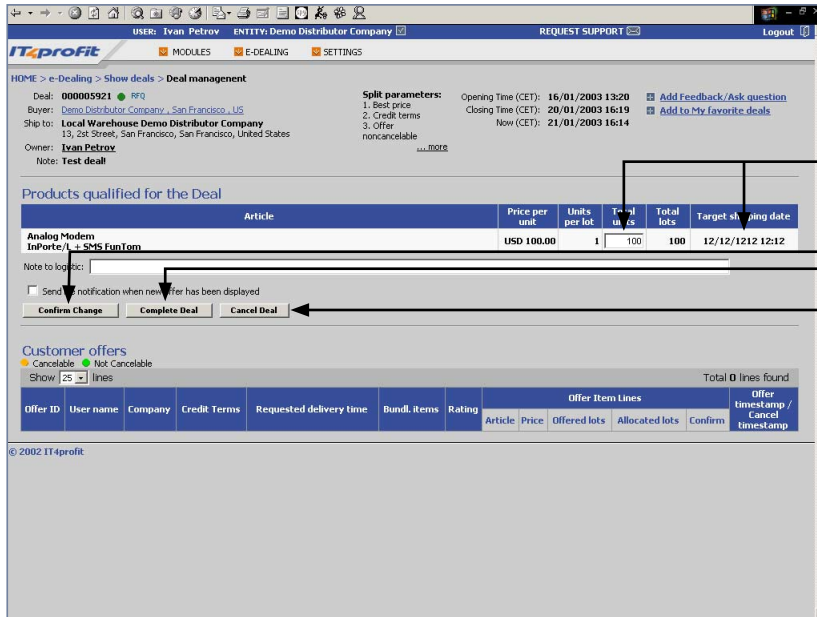 USER: Ivan Petrov ENTITY: Demo Distributor Company REQUEST SUPPORT Logout
IT4profit MODULES E-DEALING SETTINGS
HOME > e-Dealing > Show deals > Deal management
Deal: 000005921 RFQ
Buyer: Demo Distributor Company , San Francisco , US
Ship to: Local Warehouse Demo Distributor Company
13, 2st Street, San Francisco, San Francisco, United States
Owner: Ivan Petrov
Note: Test deal!
Split parameters:
1. Best price
2. Credit terms
3. Offer
noncancelable
... more
Opening Time (CET): 16/01/2003 13:20
Closing Time (CET): 20/01/2003 16:19
Now (CET): 21/01/2003 16:14
Add Feedback/Ask question
Add to My favorite deals
Products qualified for the Deal
Article Price per unit Units per lot Total units Total lots Target shipping date
Analog Modem
InPorte/L + SMS FunTom USD 100.00 1 100 100 12/12/1212 12:12
Note to logistic:
Send me notification when new offer has been displayed
Confirm Change Complete Deal Cancel Deal
Customer offers
Cancelable Not Cancelable
Show 25 lines Total 0 lines found
Offer ID User name Company Credit Terms Requested delivery time Bundl. items Rating Offer Item Lines Offer timestamp / Cancel timestamp
Article Price Offered lots Allocated lots Confirm
© 2002 IT4profit